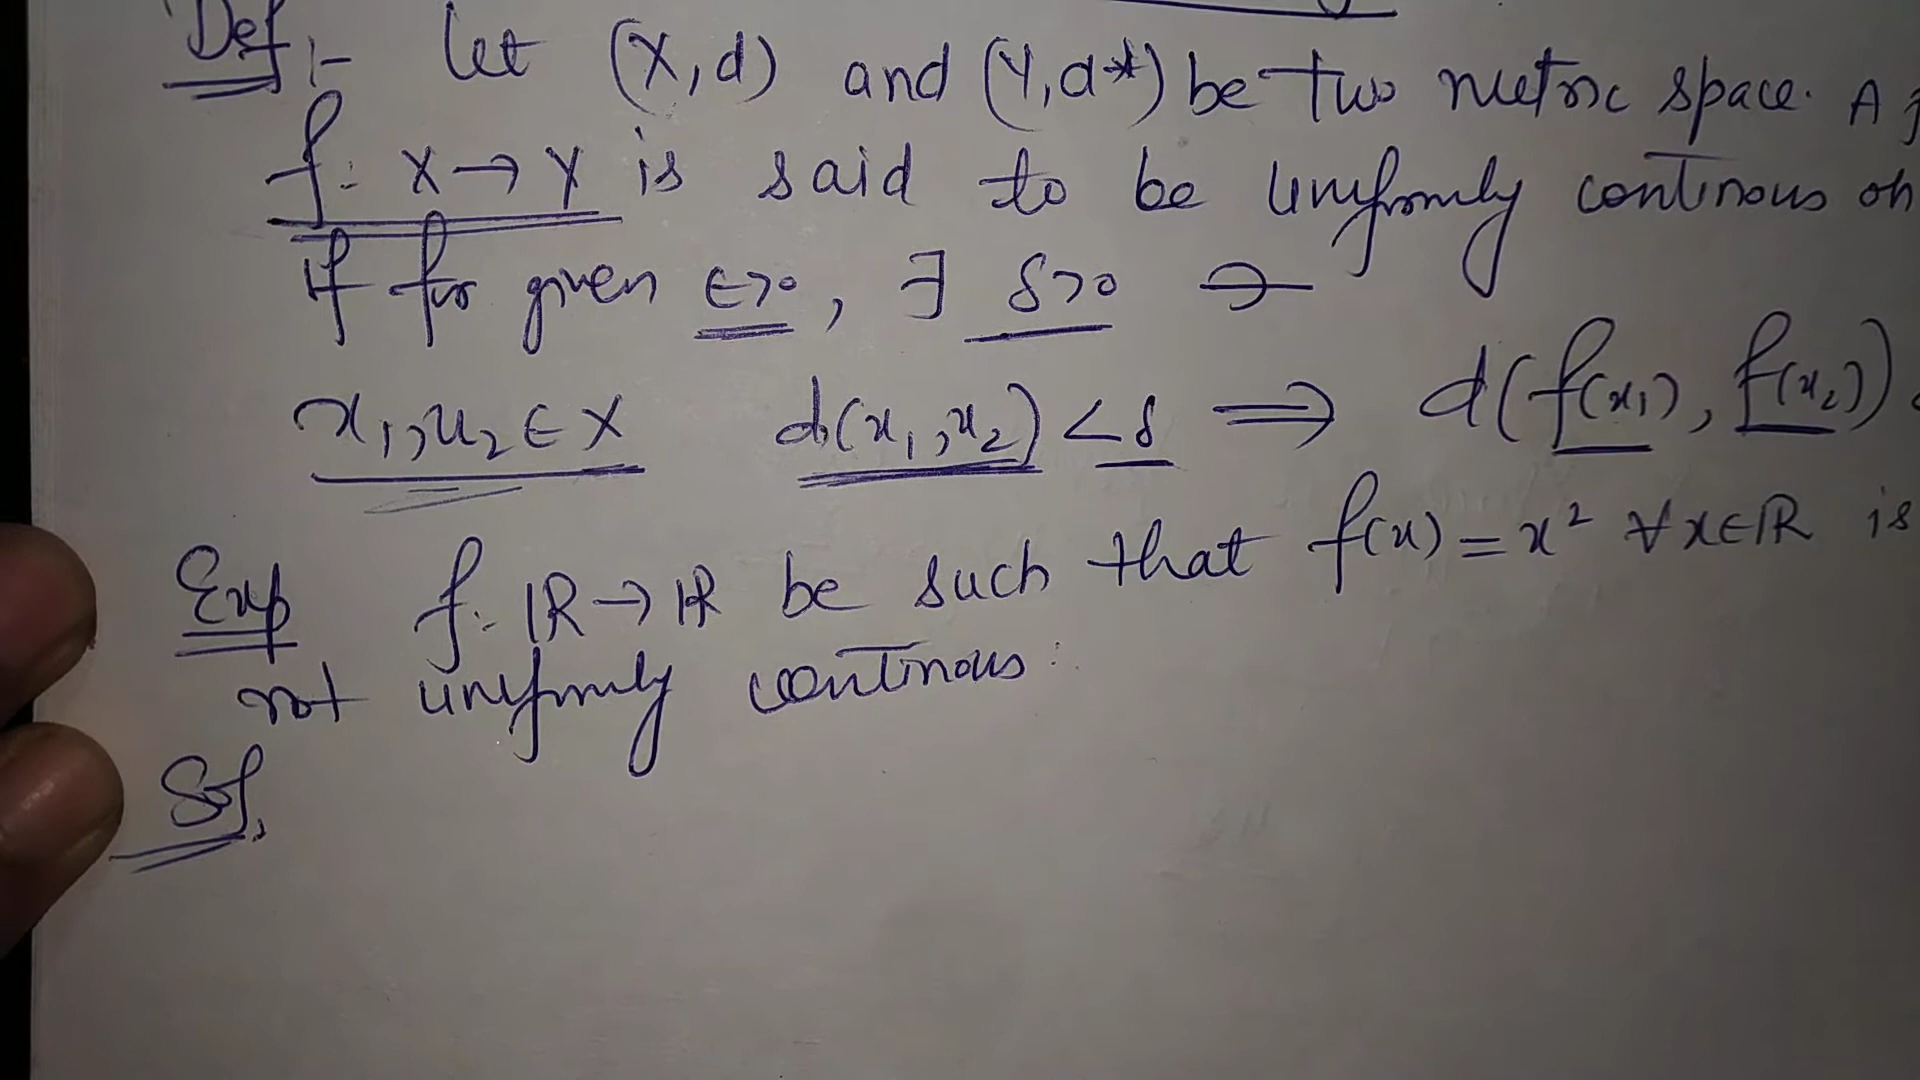 Def:- let (X,d) and (Y,d*) be two metric space. A
f: X→Y is said to be uniformly continous on
if for given ε>0, ∃ δ>0 ∋
x₁,x₂ ∈ X d(x₁,x₂) < δ ⟹ d(f(x₁), f(x₂))
Exp f: ℝ→ℝ be such that f(x) = x² ∀x∈ℝ is
not uniformly continous.
Sol,